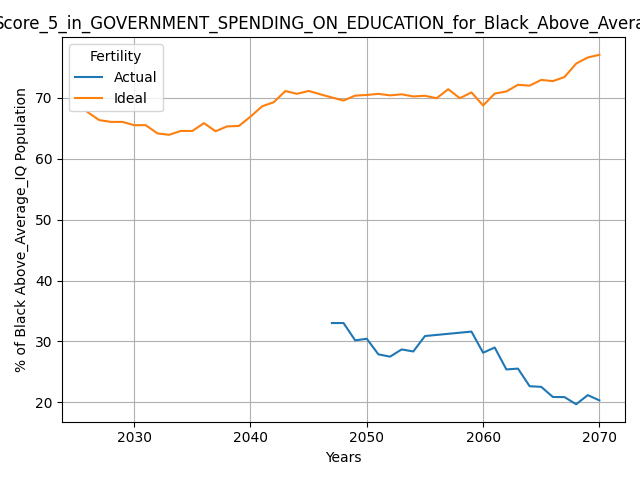 Score_5_in_GOVERNMENT_SPENDING_ON_EDUCATION_for_Black_Above_Avera
Fertility
Actual
Ideal
70
60
50
40
30
20
% of Black Above_Average_IQ Population
2030 2040 2050 2060 2070
Years